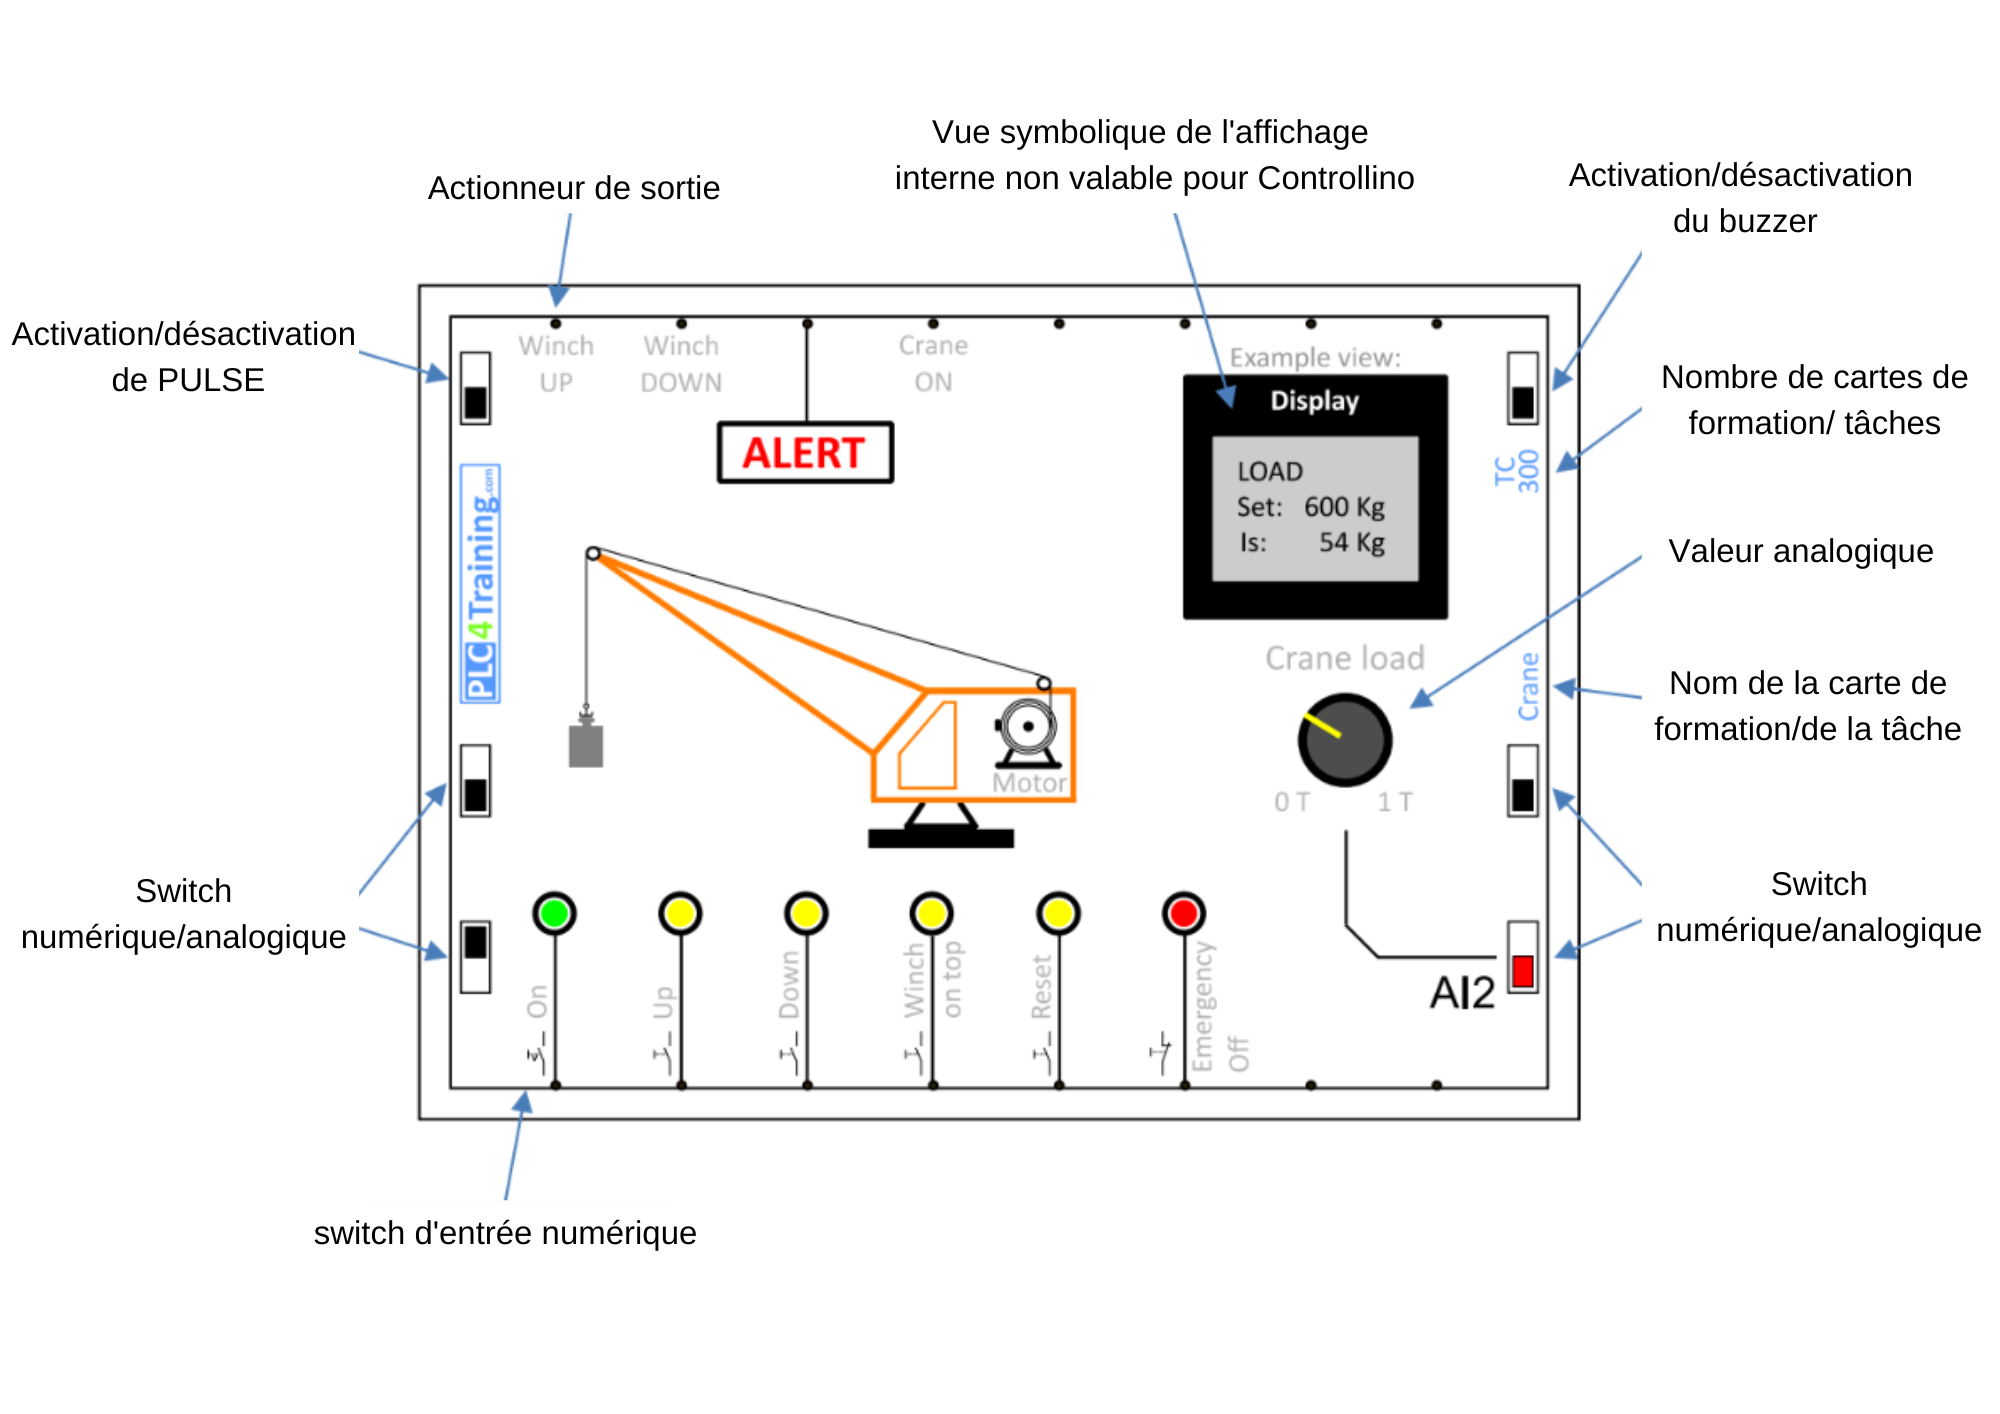 Vue symbolique de l'affichage
interne non valable pour Controllino
Actionneur de sortie
Activation/désactivation
du buzzer
Activation/désactivation
de PULSE
Winch
UP
Winch
DOWN
Crane
ON
ALERT
Example view:
Display
LOAD
Set: 600 Kg
Is: 54 Kg
TC
300
Nombre de cartes de
formation/ tâches
PLC4Training.com
Valeur analogique
Crane load
0 T 1 T
Crane
Nom de la carte de
formation/de la tâche
Motor
Switch
numérique/analogique
Switch
numérique/analogique
On
Up
Down
Winch
on top
Reset
Emergency
Off
AI2
switch d'entrée numérique